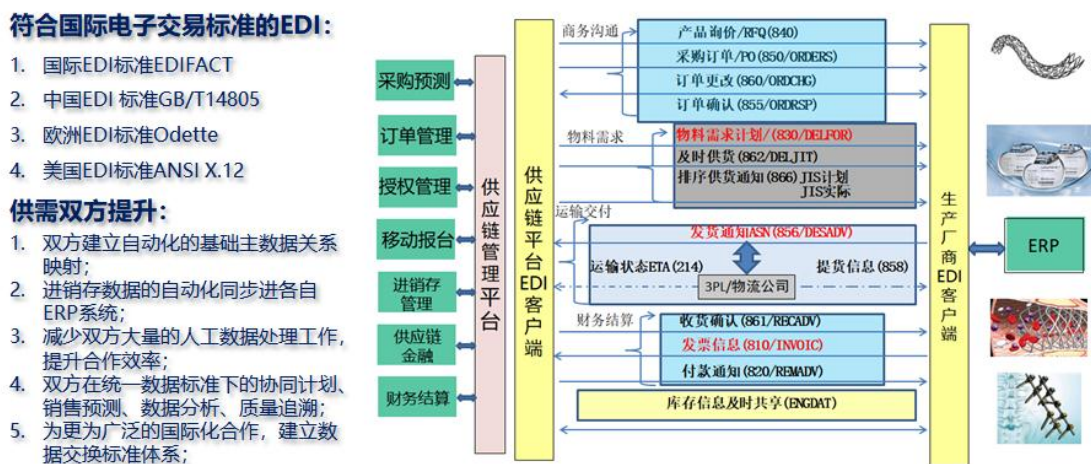 符合国际电子交易标准的EDI：
1. 国际EDI标准EDIFACT
2. 中国EDI 标准GB/T14805
3. 欧洲EDI标准Odette
4. 美国EDI标准ANSI X.12
供需双方提升：
1. 双方建立自动化的基础主数据关系
映射；
2. 进销存数据的自动化同步进各自
ERP系统；
3. 减少双方大量的人工数据处理工作，
提升合作效率；
4. 双方在统一数据标准下的协同计划、
销售预测、数据分析、质量追溯；
5. 为更为广泛的国际化合作，建立数
据交换标准体系；
采购预测
订单管理
授权管理
移动报台
进销存
管理
供应链
金融
财务结算
供应链管理平台
供应链平台EDI客户端
商务沟通
产品询价/RFQ(840)
采购订单/PO(850/ORDERS)
订单更改(860/ORDCHG)
订单确认(855/ORDRSP)
物料需求
物料需求计划/(830/DELFOR)
及时供货(862/DELJIT)
排序供货通知(866)JIS计划
JIS实际
运输交付
发货通知ASN(856/DESADV)
运输状态ETA(214)
提货信息(858)
3PL/物流公司
财务结算
收货确认(861/RECADV)
发票信息(810/INVOIC)
付款通知(820/REMADV)
库存信息及时共享(ENGDAT)
生产厂商EDI客户端
ERP